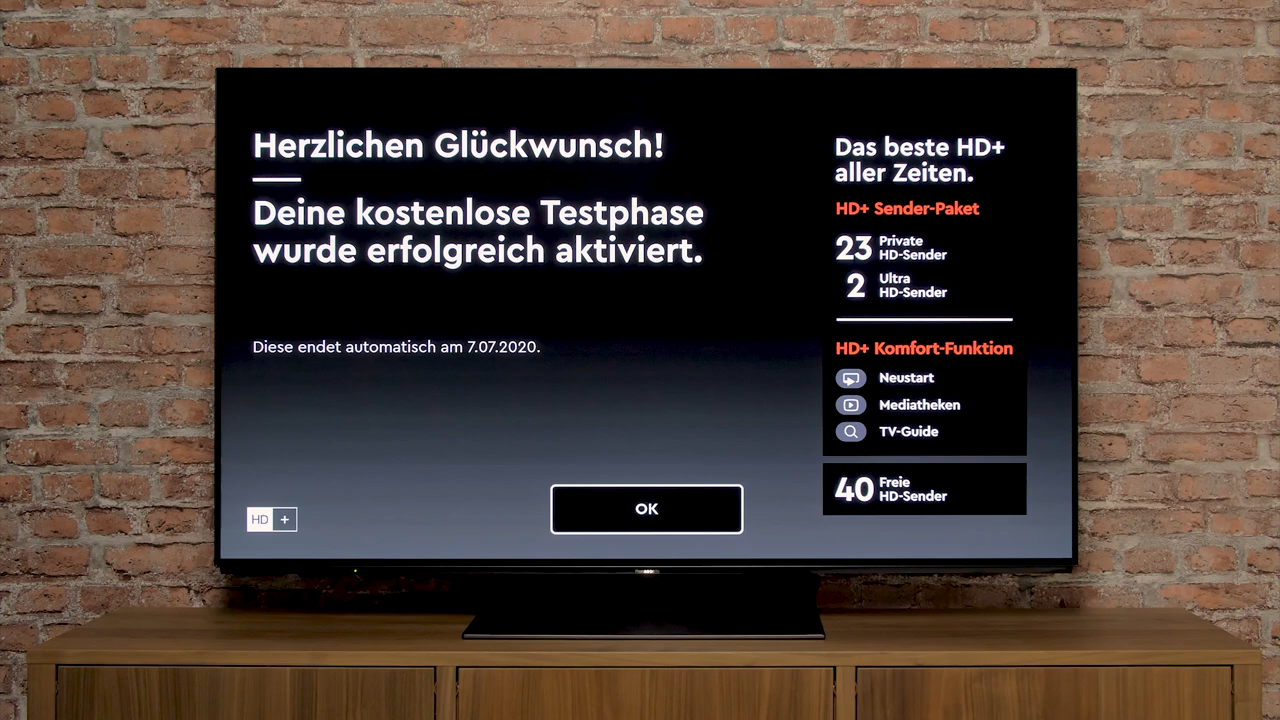 Herzlichen Glückwunsch!
Deine kostenlose Testphase
wurde erfolgreich aktiviert.
Diese endet automatisch am 7.07.2020.
HD +
OK
Das beste HD+
aller Zeiten.
HD+ Sender-Paket
23 Private
HD-Sender
2 Ultra
HD-Sender
HD+ Komfort-Funktion
Neustart
Mediatheken
TV-Guide
40 Freie
HD-Sender